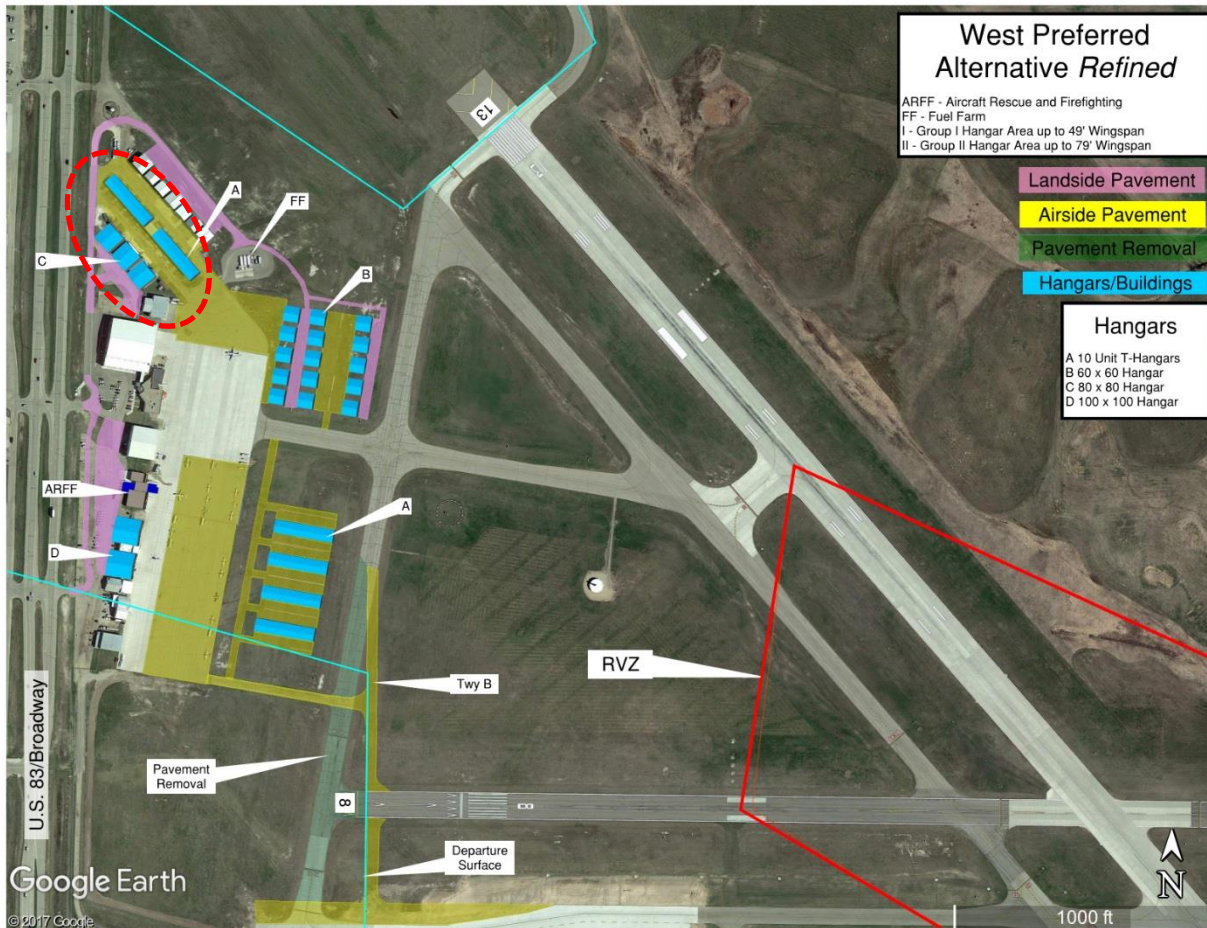 West Preferred
Alternative Refined
ARFF - Aircraft Rescue and Firefighting
FF - Fuel Farm
I - Group I Hangar Area up to 49' Wingspan
II - Group II Hangar Area up to 79' Wingspan
Landside Pavement
Airside Pavement
Pavement Removal
Hangars/Buildings
Hangars
A 10 Unit T-Hangars
B 60 x 60 Hangar
C 80 x 80 Hangar
D 100 x 100 Hangar
13
A
FF
C
B
ARFF
A
D
RVZ
Twy B
Pavement
Removal
8
8
Departure
Surface
U.S. 83/Broadway
N
Google Earth
© 2017 Google
1000 ft